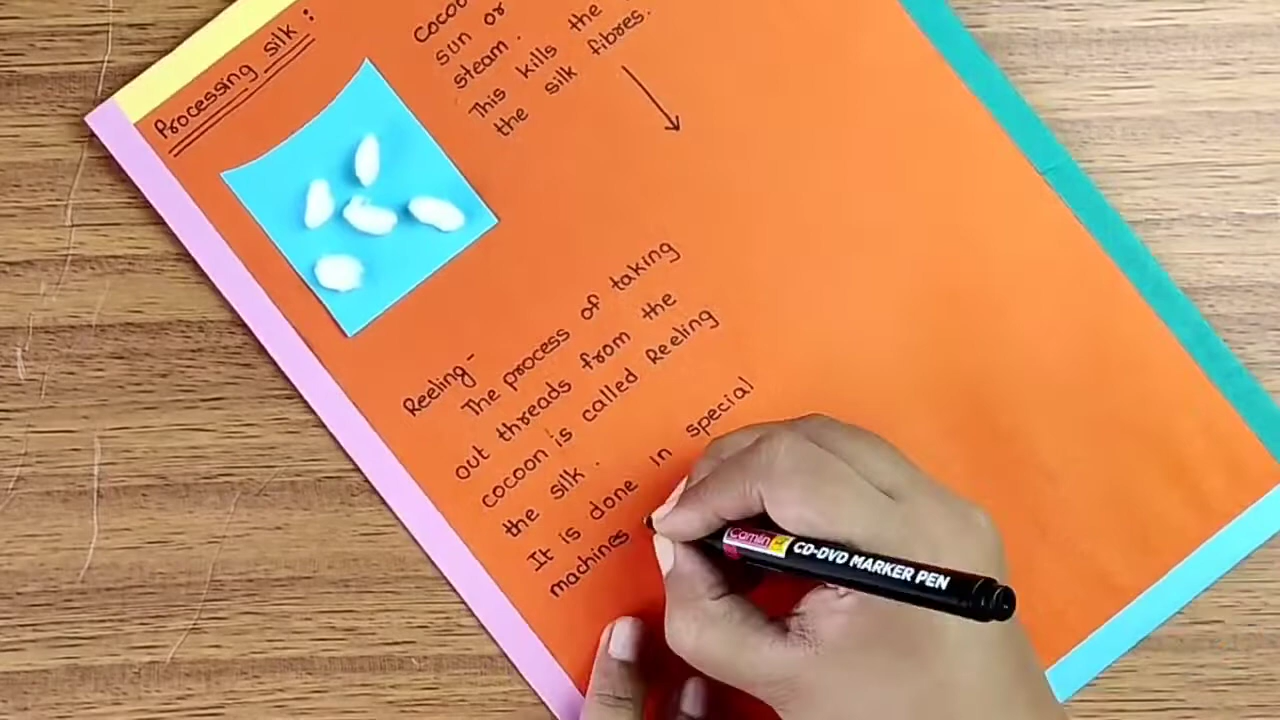 Processing silk :
Cocoo
sun or
steam.
This kills the
the silk fibres.
Reeling-
The process of taking
out threads from the
cocoon is called Reeling
the silk.
It is done in special
machines
Camlin
CD-DVD MARKER PEN